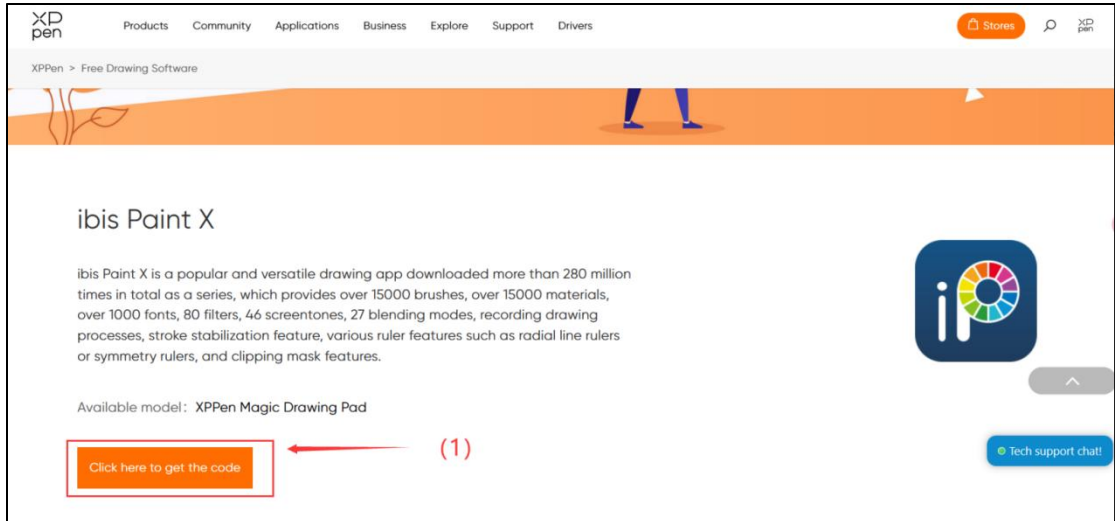 XP
pen
Products Community Applications Business Explore Support Drivers
Stores
XP
pen
XPPen > Free Drawing Software
ibis Paint X
ibis Paint X is a popular and versatile drawing app downloaded more than 280 million
times in total as a series, which provides over 15000 brushes, over 15000 materials,
over 1000 fonts, 80 filters, 46 screentones, 27 blending modes, recording drawing
processes, stroke stabilization feature, various ruler features such as radial line rulers
or symmetry rulers, and clipping mask features.
iP
Available model: XPPen Magic Drawing Pad
Click here to get the code
(1)
Tech support chat!